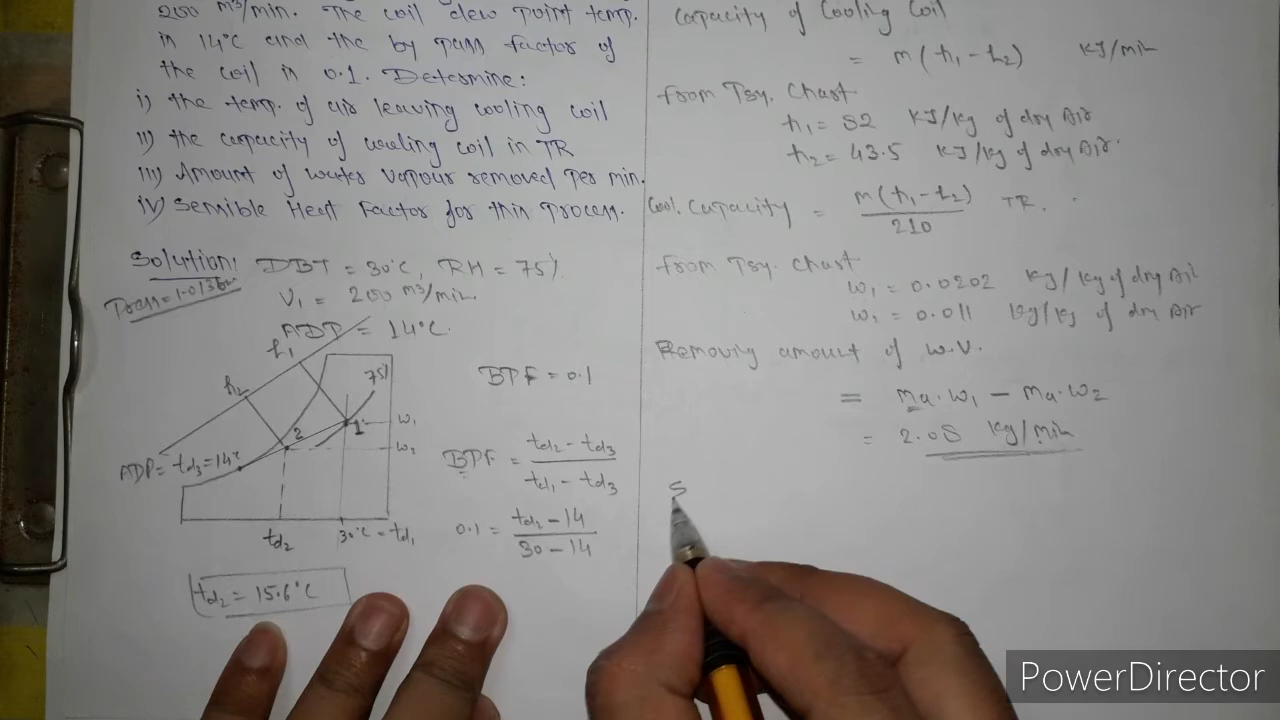 200 m³/min. The coil dew point temp.
is 14°C and the by pass factor of
the coil is 0.1. Determine:
i) the temp. of air leaving cooling coil
ii) the capacity of cooling coil in TR
iii) Amount of water vapour removed per min.
iv) Sensible Heat Factor for this process.
Solution: DBT = 30°C, RH = 75%
V₁ = 200 m³/min.
ADP = 14°C.
h₁
h₂
75%
2
1
w₁
w₂
ADP = td₃ = 14°C
td₂
30°C = td₁
BPF = 0.1
BPF = td₂ - td₃
td₁ - td₃
0.1 = td₂ - 14
30 - 14
td₂ = 15.6°C
Capacity of Cooling Coil
= m (h₁ - h₂) KJ/min
from Psy. Chart
h₁ = 82 KJ/Kg of dry Air
h₂ = 43.5 KJ/Kg of dry Air.
Cool. Capacity = m (h₁ - h₂) TR.
210
from Psy. Chart
w₁ = 0.0202 Kg/Kg of dry Air
w₂ = 0.011 Kg/Kg of dry Air
Removing amount of W.V.
= ma. w₁ - ma. w₂
= 2.08 Kg/min
S
PowerDirector